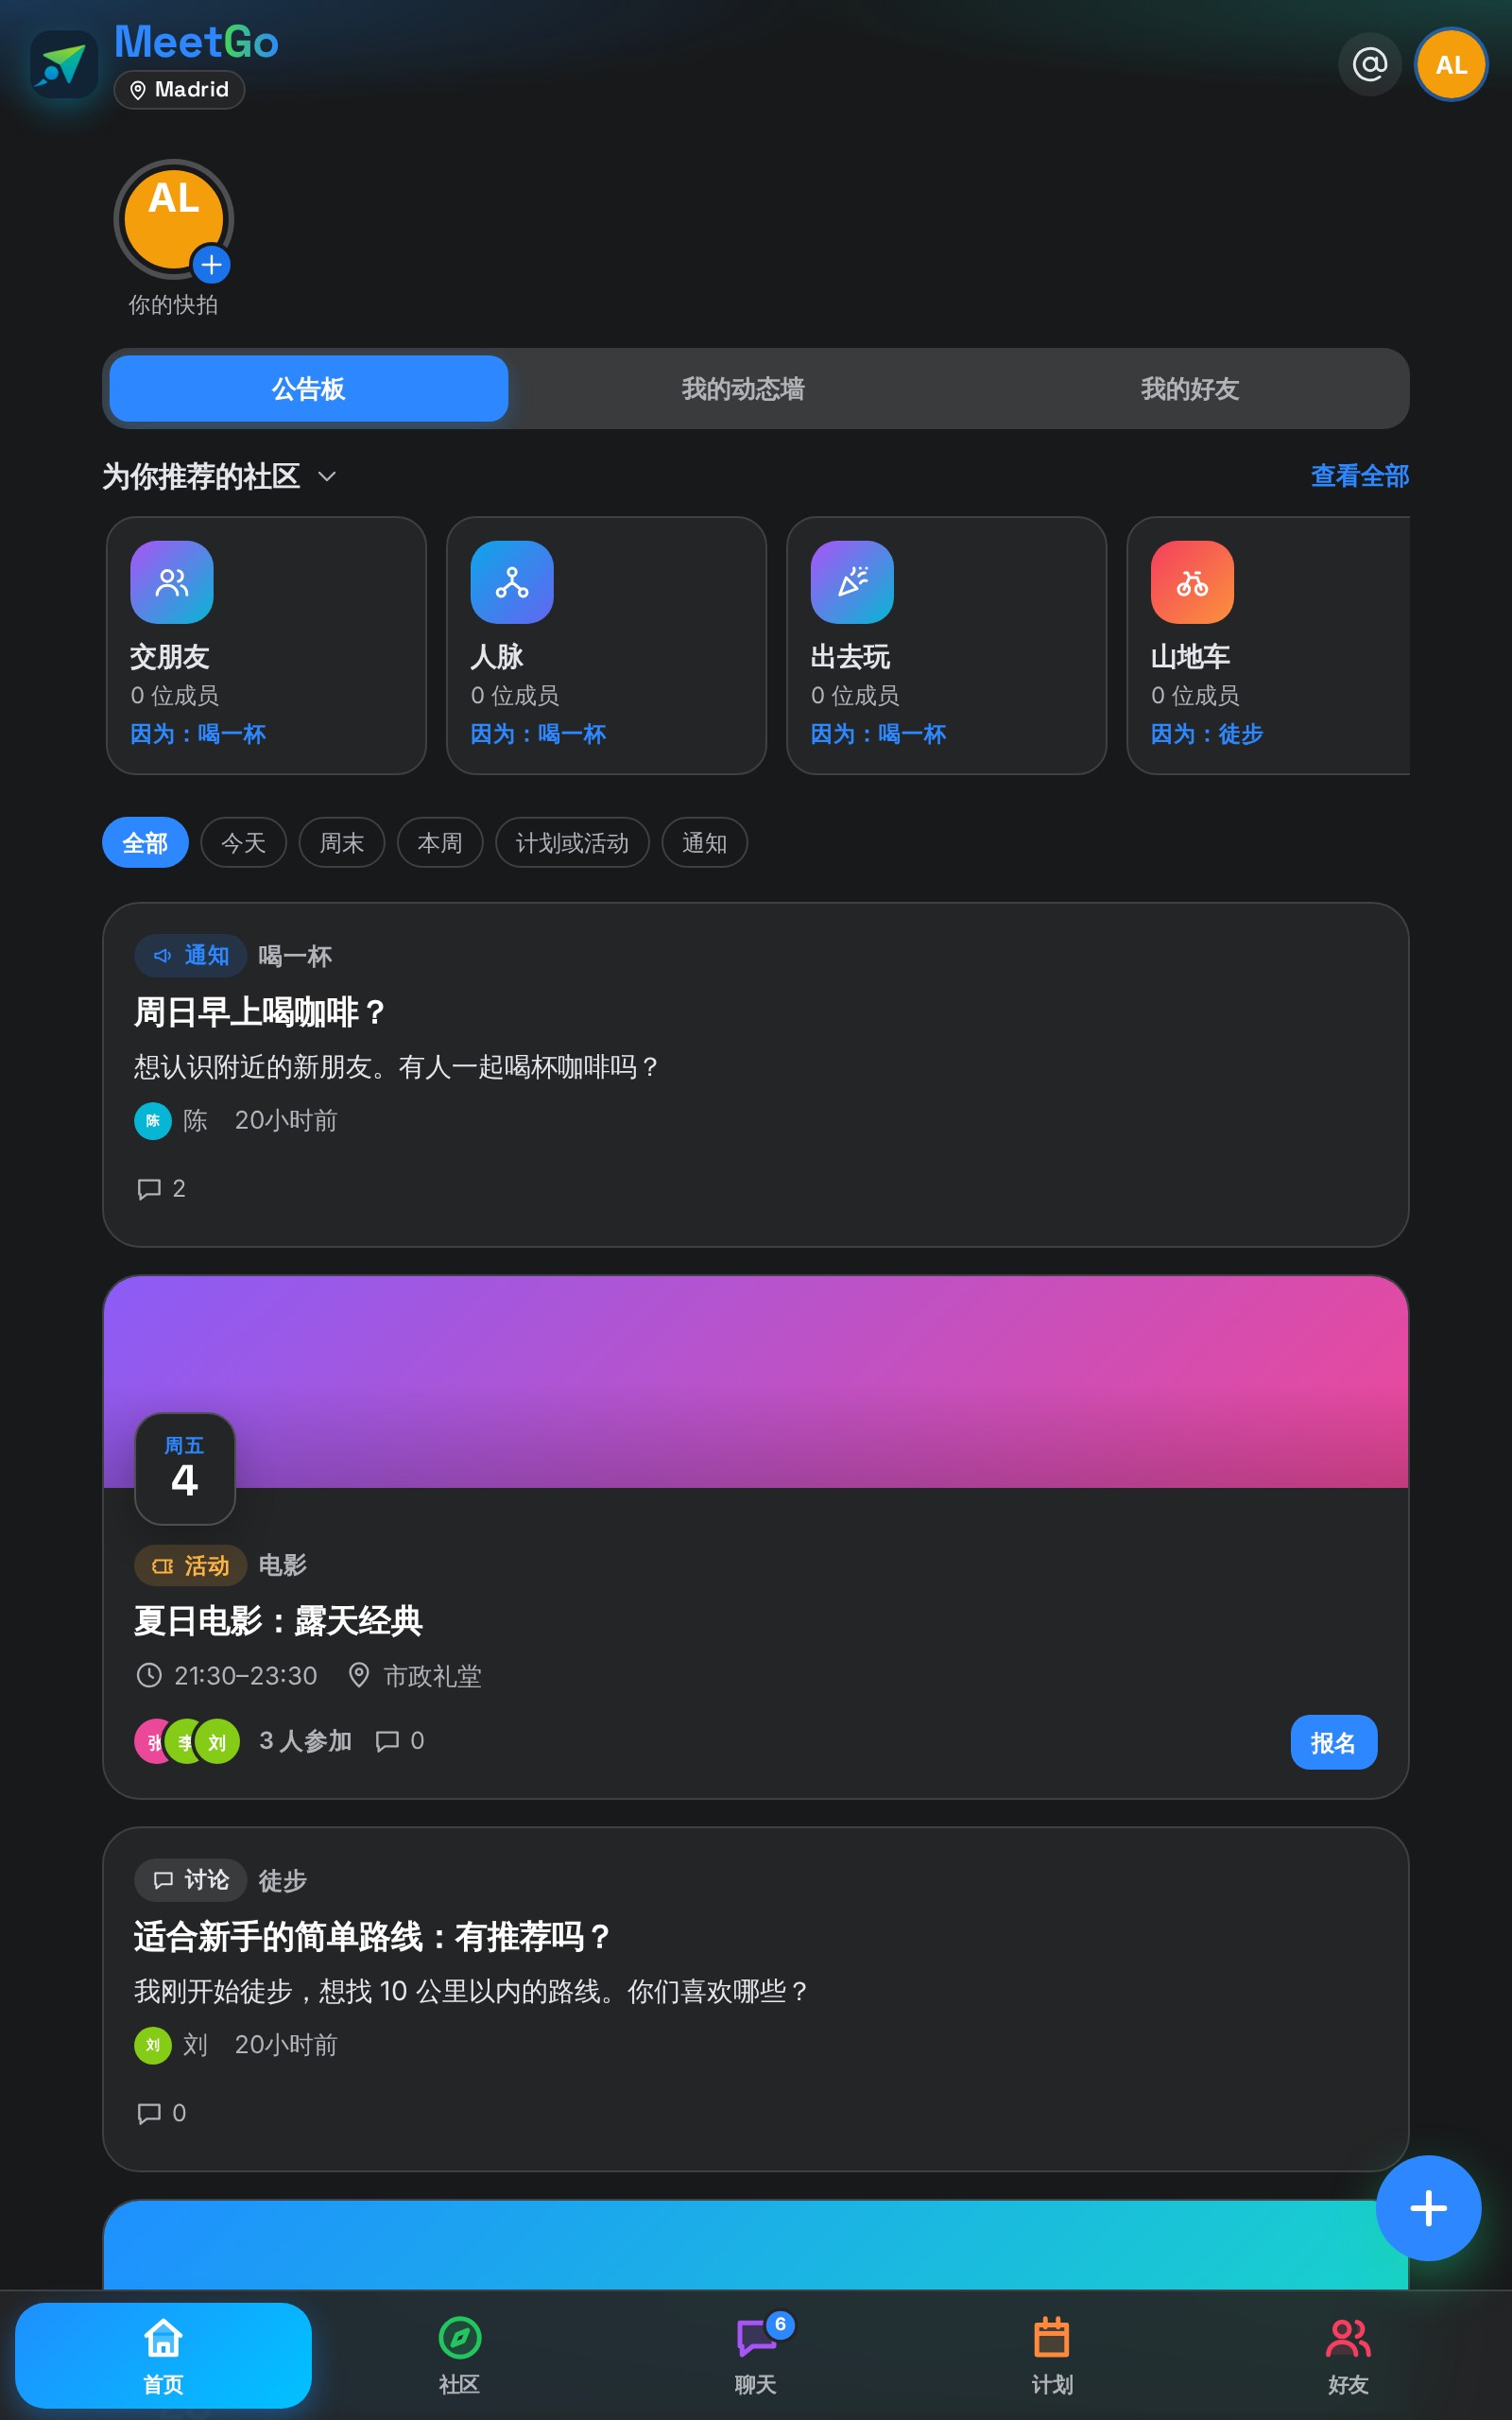 MeetGo
Madrid
AL
AL
你的快拍
公告板
我的动态墙
我的好友
为你推荐的社区
查看全部
交朋友
0 位成员
因为：喝一杯
人脉
0 位成员
因为：喝一杯
出去玩
0 位成员
因为：喝一杯
山地车
0 位成员
因为：徒步
全部
今天
周末
本周
计划或活动
通知
通知 喝一杯
周日早上喝咖啡？
想认识附近的新朋友。有人一起喝杯咖啡吗？
陈 陈 20小时前
2
周五
4
活动 电影
夏日电影：露天经典
21:30–23:30 市政礼堂
张 李 刘 3 人参加 0
报名
讨论 徒步
适合新手的简单路线：有推荐吗？
我刚开始徒步，想找 10 公里以内的路线。你们喜欢哪些？
刘 刘 20小时前
0
首页
社区
6
聊天
计划
好友